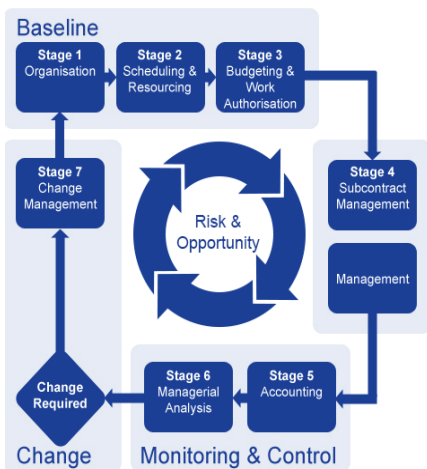 Baseline
Stage 1
Organisation
Stage 2
Scheduling &
Resourcing
Stage 3
Budgeting &
Work
Authorisation
Stage 4
Subcontract
Management
Management
Stage 5
Accounting
Stage 6
Managerial
Analysis
Monitoring & Control
Change
Required
Change
Stage 7
Change
Management
Risk &
Opportunity